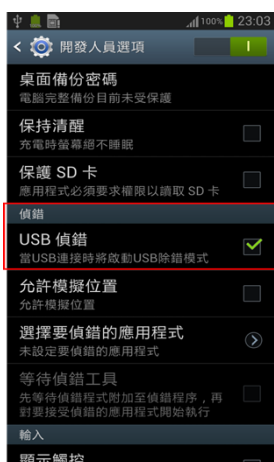 100% 23:03
開發人員選項
桌面備份密碼
電腦完整備份目前未受保護
保持清醒
充電時螢幕絕不睡眠
保護 SD 卡
應用程式必須要求權限以讀取 SD 卡
偵錯
USB 偵錯
當USB連接時將啟動USB除錯模式
允許模擬位置
允許模擬位置
選擇要偵錯的應用程式
未設定要偵錯的應用程式
等待偵錯工具
先等待偵錯程式附加至偵錯程序，再
對要接受偵錯的應用程式開始執行
輸入
顯示觸控